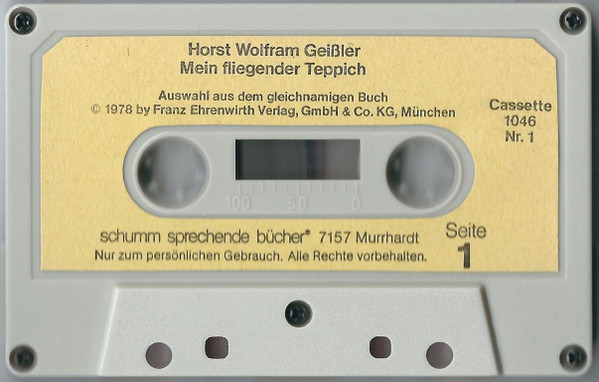 Horst Wolfram Geißler
Mein fliegender Teppich
Auswahl aus dem gleichnamigen Buch
© 1978 by Franz Ehrenwirth Verlag, GmbH & Co. KG, München
Cassette
1046
Nr. 1
100 50 0
schumm sprechende bücher® 7157 Murrhardt
Nur zum persönlichen Gebrauch. Alle Rechte vorbehalten.
Seite
1